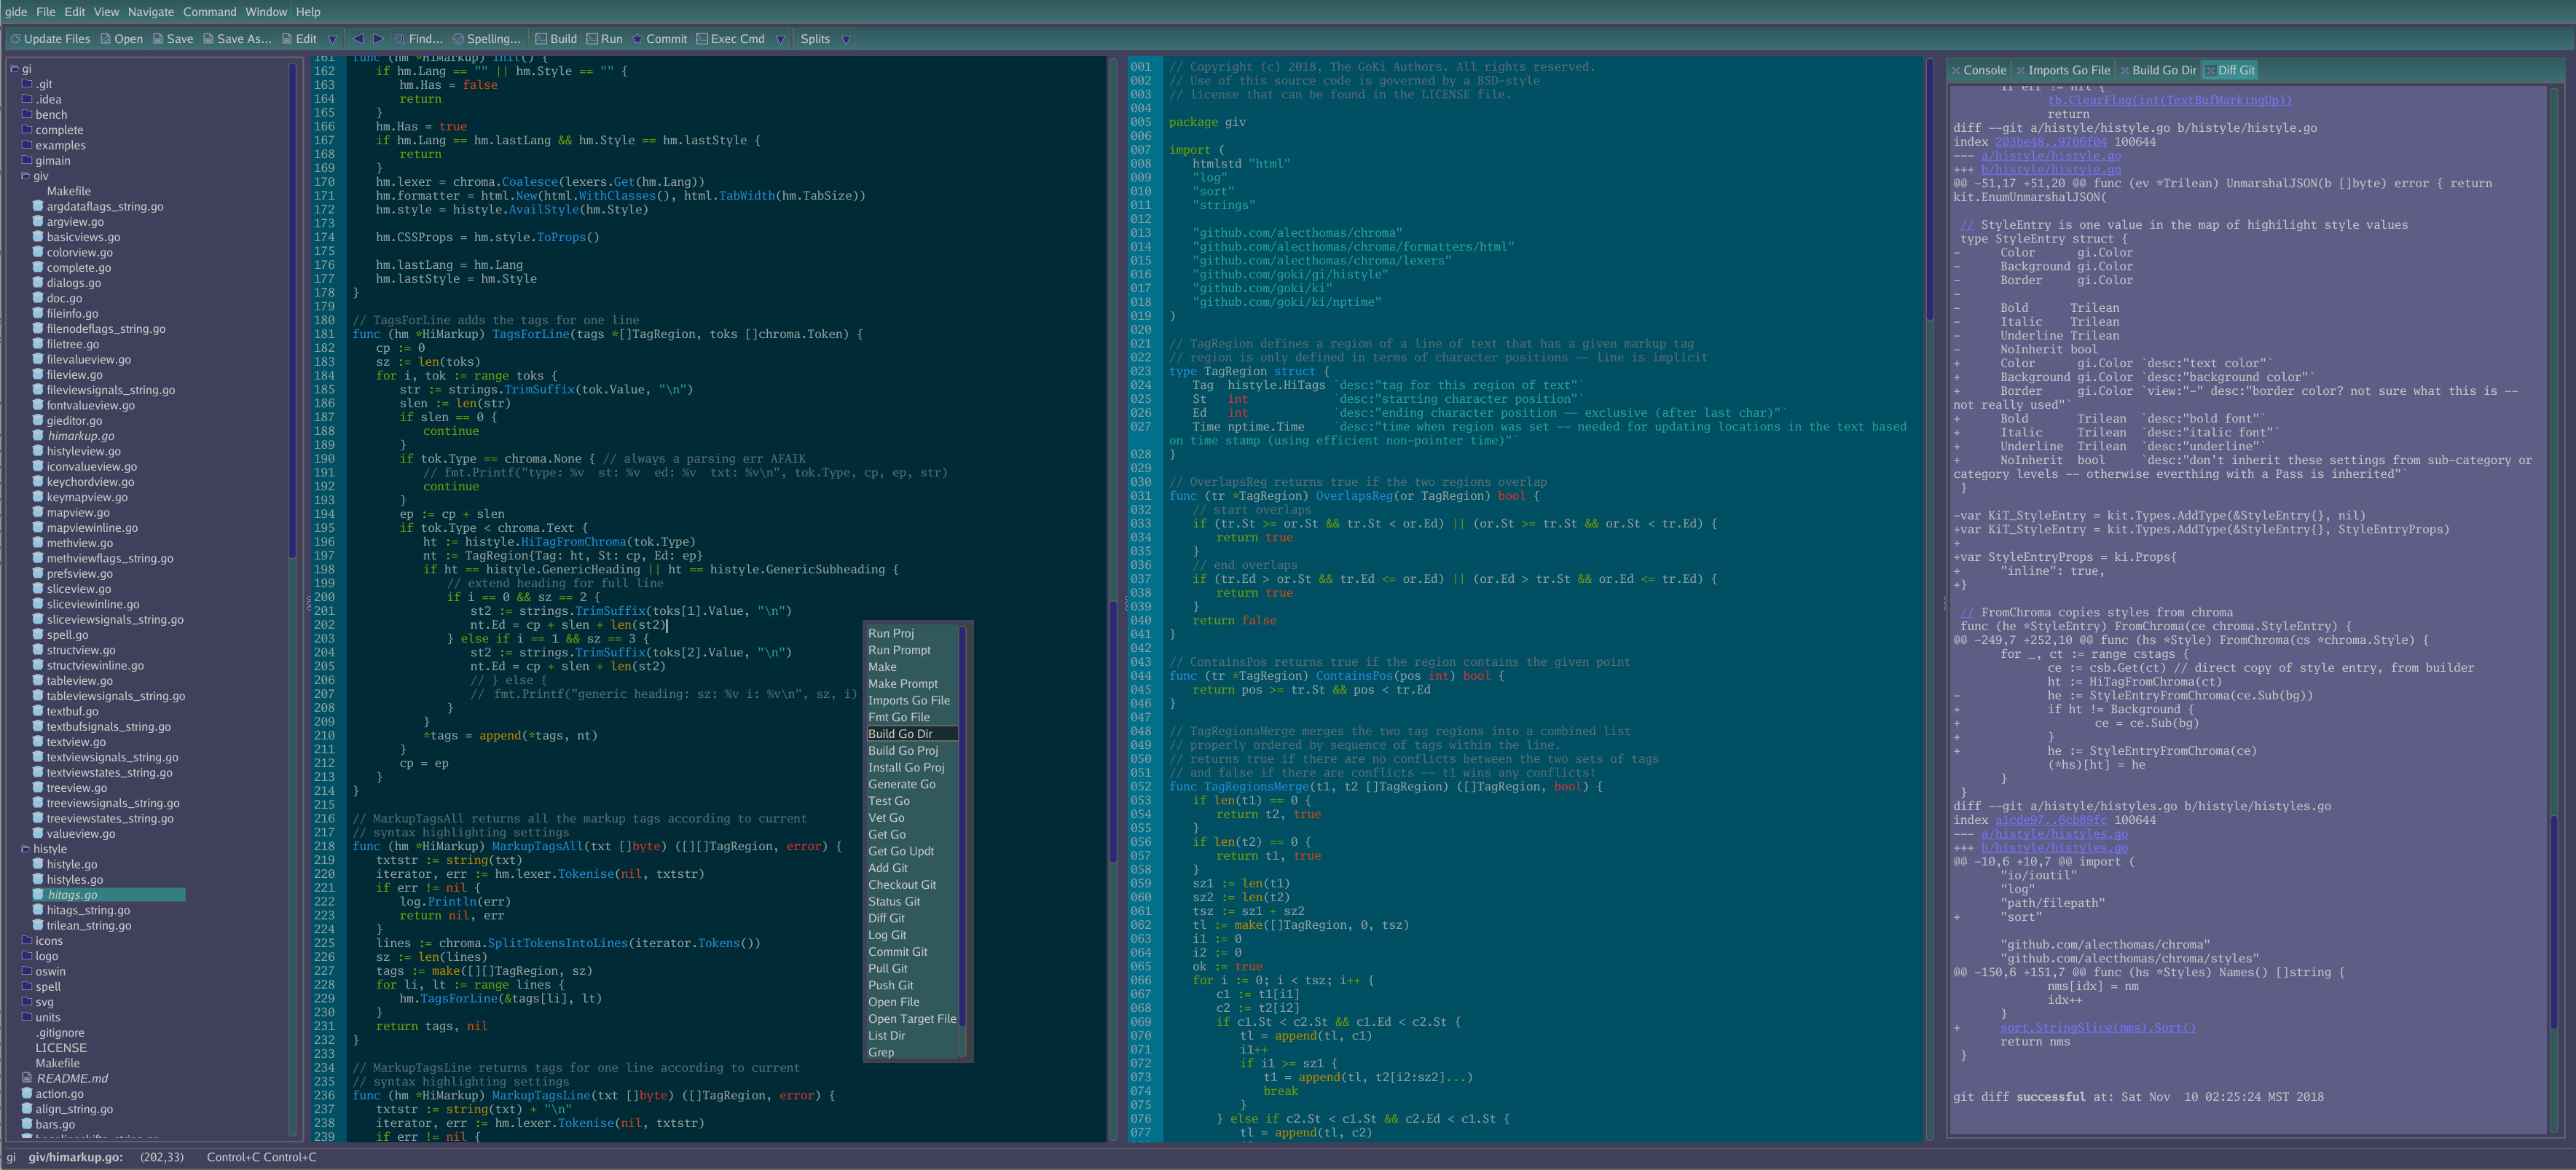 gide File Edit View Navigate Command Window Help
Update Files Open Save Save As... Edit Find... Spelling... Build Run Commit Exec Cmd Splits
gi
.git
.idea
bench
complete
examples
gimain
giv
Makefile
argdataflags_string.go
argview.go
basicviews.go
colorview.go
complete.go
dialogs.go
doc.go
fileinfo.go
filenodeflags_string.go
filetree.go
filevalueview.go
fileview.go
fileviewsignals_string.go
fontvalueview.go
gieditor.go
himarkup.go
histyleview.go
iconvalueview.go
keychordview.go
keymapview.go
mapview.go
mapviewinline.go
methview.go
methviewflags_string.go
prefsview.go
sliceview.go
sliceviewinline.go
sliceviewsignals_string.go
spell.go
structview.go
structviewinline.go
tableview.go
tableviewsignals_string.go
textbuf.go
textbufsignals_string.go
textview.go
textviewsignals_string.go
textviewstates_string.go
treeview.go
treeviewsignals_string.go
treeviewstates_string.go
valueview.go
histyle
histyle.go
histyles.go
hitags.go
hitags_string.go
trilean_string.go
icons
logo
oswin
spell
svg
units
.gitignore
LICENSE
Makefile
README.md
action.go
align_string.go
bars.go
161 func (hm *HiMarkup) Init() {
162 if hm.Lang == "" || hm.Style == "" {
163 hm.Has = false
164 return
165 }
166 hm.Has = true
167 if hm.Lang == hm.lastLang && hm.Style == hm.lastStyle {
168 return
169 }
170 hm.lexer = chroma.Coalesce(lexers.Get(hm.Lang))
171 hm.formatter = html.New(html.WithClasses(), html.TabWidth(hm.TabSize))
172 hm.style = histyle.AvailStyle(hm.Style)
173
174 hm.CSSProps = hm.style.ToProps()
175
176 hm.lastLang = hm.Lang
177 hm.lastStyle = hm.Style
178 }
179
180 // TagsForLine adds the tags for one line
181 func (hm *HiMarkup) TagsForLine(tags *[]TagRegion, toks []chroma.Token) {
182 cp := 0
183 sz := len(toks)
184 for i, tok := range toks {
185 str := strings.TrimSuffix(tok.Value, "\n")
186 slen := len(str)
187 if slen == 0 {
188 continue
189 }
190 if tok.Type == chroma.None { // always a parsing err AFAIK
191 // fmt.Printf("type: %v st: %v ed: %v txt: %v\n", tok.Type, cp, ep, str)
192 continue
193 }
194 ep := cp + slen
195 if tok.Type < chroma.Text {
196 ht := histyle.HiTagFromChroma(tok.Type)
197 nt := TagRegion{Tag: ht, St: cp, Ed: ep}
198 if ht == histyle.GenericHeading || ht == histyle.GenericSubheading {
199 // extend heading for full line
200 if i == 0 && sz == 2 {
201 st2 := strings.TrimSuffix(toks[1].Value, "\n")
202 nt.Ed = cp + slen + len(st2)
203 } else if i == 1 && sz == 3 {
204 st2 := strings.TrimSuffix(toks[2].Value, "\n")
205 nt.Ed = cp + slen + len(st2)
206 // } else {
207 // fmt.Printf("generic heading: sz: %v i: %v\n", sz, i)
208 }
209 }
210 *tags = append(*tags, nt)
211 }
212 cp = ep
213 }
214 }
215
216 // MarkupTagsAll returns all the markup tags according to current
217 // syntax highlighting settings
218 func (hm *HiMarkup) MarkupTagsAll(txt []byte) ([][]TagRegion, error) {
219 txtstr := string(txt)
220 iterator, err := hm.lexer.Tokenise(nil, txtstr)
221 if err != nil {
222 log.Println(err)
223 return nil, err
224 }
225 lines := chroma.SplitTokensIntoLines(iterator.Tokens())
226 sz := len(lines)
227 tags := make([][]TagRegion, sz)
228 for li, lt := range lines {
229 hm.TagsForLine(&tags[li], lt)
230 }
231 return tags, nil
232 }
233
234 // MarkupTagsLine returns tags for one line according to current
235 // syntax highlighting settings
236 func (hm *HiMarkup) MarkupTagsLine(txt []byte) ([]TagRegion, error) {
237 txtstr := string(txt) + "\n"
238 iterator, err := hm.lexer.Tokenise(nil, txtstr)
239 if err != nil {
Run Proj
Run Prompt
Make
Make Prompt
Imports Go File
Fmt Go File
Build Go Dir
Build Go Proj
Install Go Proj
Generate Go
Test Go
Vet Go
Get Go
Get Go Updt
Add Git
Checkout Git
Status Git
Diff Git
Log Git
Commit Git
Pull Git
Push Git
Open File
Open Target File
List Dir
Grep
001 // Copyright (c) 2018, The GoKi Authors. All rights reserved.
002 // Use of this source code is governed by a BSD-style
003 // license that can be found in the LICENSE file.
004
005 package giv
006
007 import (
008 htmlstd "html"
009 "log"
010 "sort"
011 "strings"
012
013 "github.com/alecthomas/chroma"
014 "github.com/alecthomas/chroma/formatters/html"
015 "github.com/alecthomas/chroma/lexers"
016 "github.com/goki/gi/histyle"
017 "github.com/goki/ki"
018 "github.com/goki/ki/nptime"
019 )
020
021 // TagRegion defines a region of a line of text that has a given markup tag
022 // region is only defined in terms of character positions -- line is implicit
023 type TagRegion struct {
024 Tag histyle.HiTags `desc:"tag for this region of text"`
025 St int `desc:"starting character position"`
026 Ed int `desc:"ending character position -- exclusive (after last char)"`
027 Time nptime.Time `desc:"time when region was set -- needed for updating locations in the text based
on time stamp (using efficient non-pointer time)"`
028 }
029
030 // OverlapsReg returns true if the two regions overlap
031 func (tr *TagRegion) OverlapsReg(or TagRegion) bool {
032 // start overlaps
033 if (tr.St >= or.St && tr.St < or.Ed) || (or.St >= tr.St && or.St < tr.Ed) {
034 return true
035 }
036 // end overlaps
037 if (tr.Ed > or.St && tr.Ed <= or.Ed) || (or.Ed > tr.St && or.Ed <= tr.Ed) {
038 return true
039 }
040 return false
041 }
042
043 // ContainsPos returns true if the region contains the given point
044 func (tr *TagRegion) ContainsPos(pos int) bool {
045 return pos >= tr.St && pos < tr.Ed
046 }
047
048 // TagRegionsMerge merges the two tag regions into a combined list
049 // properly ordered by sequence of tags within the line.
050 // returns true if there are no conflicts between the two sets of tags
051 // and false if there are conflicts -- t1 wins any conflicts!
052 func TagRegionsMerge(t1, t2 []TagRegion) ([]TagRegion, bool) {
053 if len(t1) == 0 {
054 return t2, true
055 }
056 if len(t2) == 0 {
057 return t1, true
058 }
059 sz1 := len(t1)
060 sz2 := len(t2)
061 tsz := sz1 + sz2
062 tl := make([]TagRegion, 0, tsz)
063 i1 := 0
064 i2 := 0
065 ok := true
066 for i := 0; i < tsz; i++ {
067 c1 := t1[i1]
068 c2 := t2[i2]
069 if c1.St < c2.St && c1.Ed < c2.St {
070 tl = append(tl, c1)
071 i1++
072 if i1 >= sz1 {
073 t1 = append(tl, t2[i2:sz2]...)
074 break
075 }
076 } else if c2.St < c1.St && c2.Ed < c1.St {
077 tl = append(tl, c2)
Console Imports Go File Build Go Dir Diff Git
if err != nil {
tb.ClearFlag(int(TextBufMarkingUp))
return
diff --git a/histyle/histyle.go b/histyle/histyle.go
index 203be48..9706f04 100644
--- a/histyle/histyle.go
+++ b/histyle/histyle.go
@@ -51,17 +51,20 @@ func (ev *Trilean) UnmarshalJSON(b []byte) error { return
kit.EnumUnmarshalJSON(
// StyleEntry is one value in the map of highilight style values
type StyleEntry struct {
- Color gi.Color
- Background gi.Color
- Border gi.Color
-
- Bold Trilean
- Italic Trilean
- Underline Trilean
- NoInherit bool
+ Color gi.Color `desc:"text color"`
+ Background gi.Color `desc:"background color"`
+ Border gi.Color `view:"-" desc:"border color? not sure what this is --
not really used"`
+ Bold Trilean `desc:"bold font"`
+ Italic Trilean `desc:"italic font"`
+ Underline Trilean `desc:"underline"`
+ NoInherit bool `desc:"don't inherit these settings from sub-category or
category levels -- otherwise everthing with a Pass is inherited"`
}
-var KiT_StyleEntry = kit.Types.AddType(&StyleEntry{}, nil)
+var KiT_StyleEntry = kit.Types.AddType(&StyleEntry{}, StyleEntryProps)
+
+var StyleEntryProps = ki.Props{
+ "inline": true,
+}
// FromChroma copies styles from chroma
func (he *StyleEntry) FromChroma(ce chroma.StyleEntry) {
@@ -249,7 +252,10 @@ func (hs *Style) FromChroma(cs *chroma.Style) {
for _, ct := range cstags {
ce := csb.Get(ct) // direct copy of style entry, from builder
ht := HiTagFromChroma(ct)
- he := StyleEntryFromChroma(ce.Sub(bg))
+ if ht != Background {
+ ce = ce.Sub(bg)
+ }
+ he := StyleEntryFromChroma(ce)
(*hs)[ht] = he
}
}
diff --git a/histyle/histyles.go b/histyle/histyles.go
index a1cde97..6cb89fc 100644
--- a/histyle/histyles.go
+++ b/histyle/histyles.go
@@ -10,6 +10,7 @@ import (
"io/ioutil"
"log"
"path/filepath"
+ "sort"
"github.com/alecthomas/chroma"
"github.com/alecthomas/chroma/styles"
@@ -150,6 +151,7 @@ func (hs *Styles) Names() []string {
nms[idx] = nm
idx++
}
+ sort.StringSlice(nms).Sort()
return nms
}
git diff successful at: Sat Nov 10 02:25:24 MST 2018
gi giv/himarkup.go: (202,33) Control+C Control+C